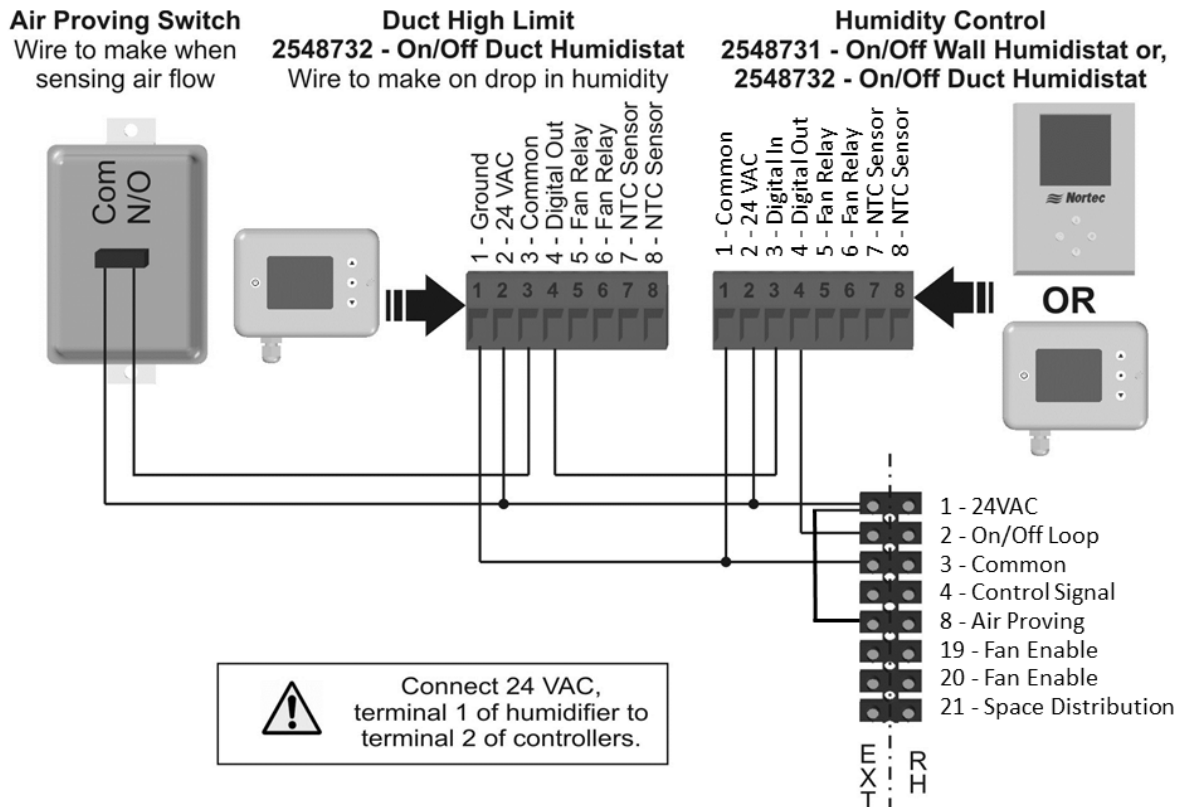 Air Proving Switch
Wire to make when
sensing air flow
Duct High Limit
2548732 - On/Off Duct Humidistat
Wire to make on drop in humidity
Humidity Control
2548731 - On/Off Wall Humidistat or,
2548732 - On/Off Duct Humidistat
Com
N/O
1 - Ground
2 - 24 VAC
3 - Common
4 - Digital Out
5 - Fan Relay
6 - Fan Relay
7 - NTC Sensor
8 - NTC Sensor
1 2 3 4 5 6 7 8
1 - Common
2 - 24 VAC
3 - Digital In
4 - Digital Out
5 - Fan Relay
6 - Fan Relay
7 - NTC Sensor
8 - NTC Sensor
1 2 3 4 5 6 7 8
Nortec
OR
1 - 24VAC
2 - On/Off Loop
3 - Common
4 - Control Signal
8 - Air Proving
19 - Fan Enable
20 - Fan Enable
21 - Space Distribution
Connect 24 VAC,
terminal 1 of humidifier to
terminal 2 of controllers.
EXT
RH